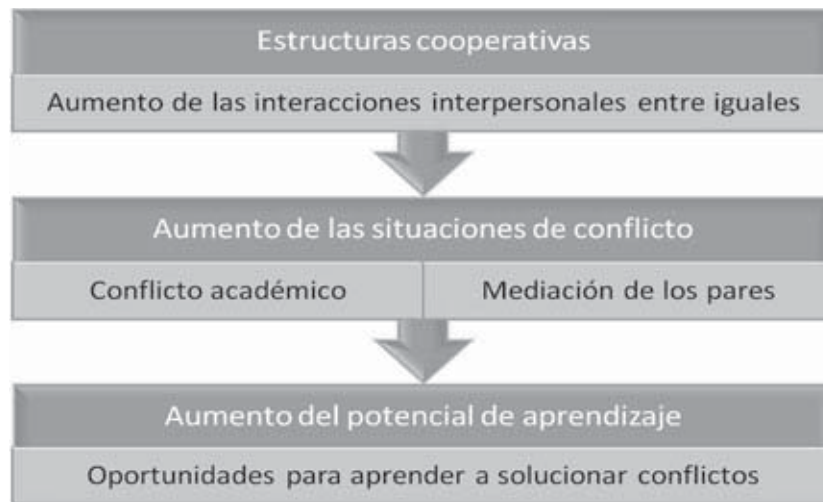 Estructuras cooperativas
Aumento de las interacciones interpersonales entre iguales
Aumento de las situaciones de conflicto
Conflicto académico
Mediación de los pares
Aumento del potencial de aprendizaje
Oportunidades para aprender a solucionar conflictos